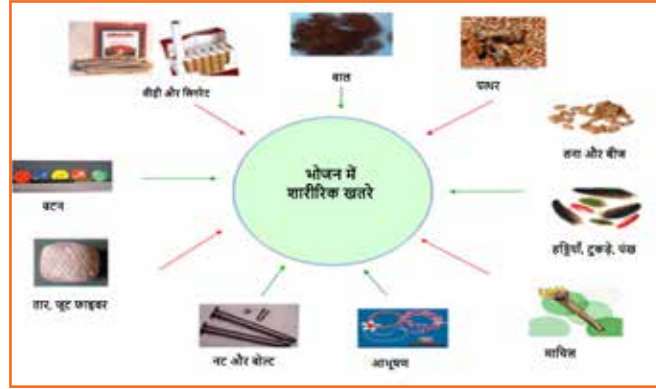 बीड़ी और सिगरेट
बाल
पत्थर
तना और बीज
हड्डियाँ, टुकड़े, पंख
माचिस
आभूषण
नट और बोल्ट
तार, जूट फाइबर
बटन
भोजन में
शारीरिक खतरे